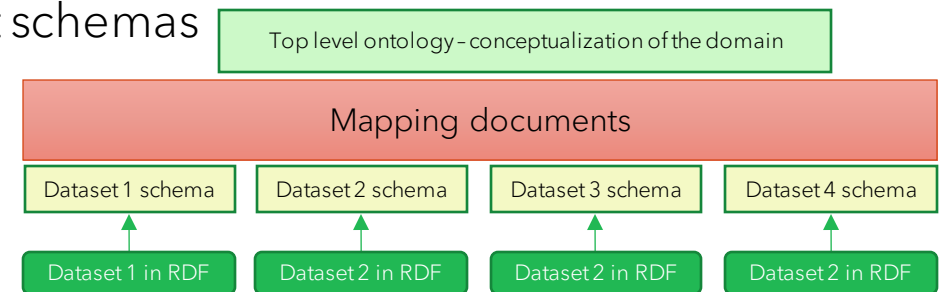 schemas
Top level ontology – conceptualization of the domain
Mapping documents
Dataset 1 schema
Dataset 2 schema
Dataset 3 schema
Dataset 4 schema
Dataset 1 in RDF
Dataset 2 in RDF
Dataset 2 in RDF
Dataset 2 in RDF